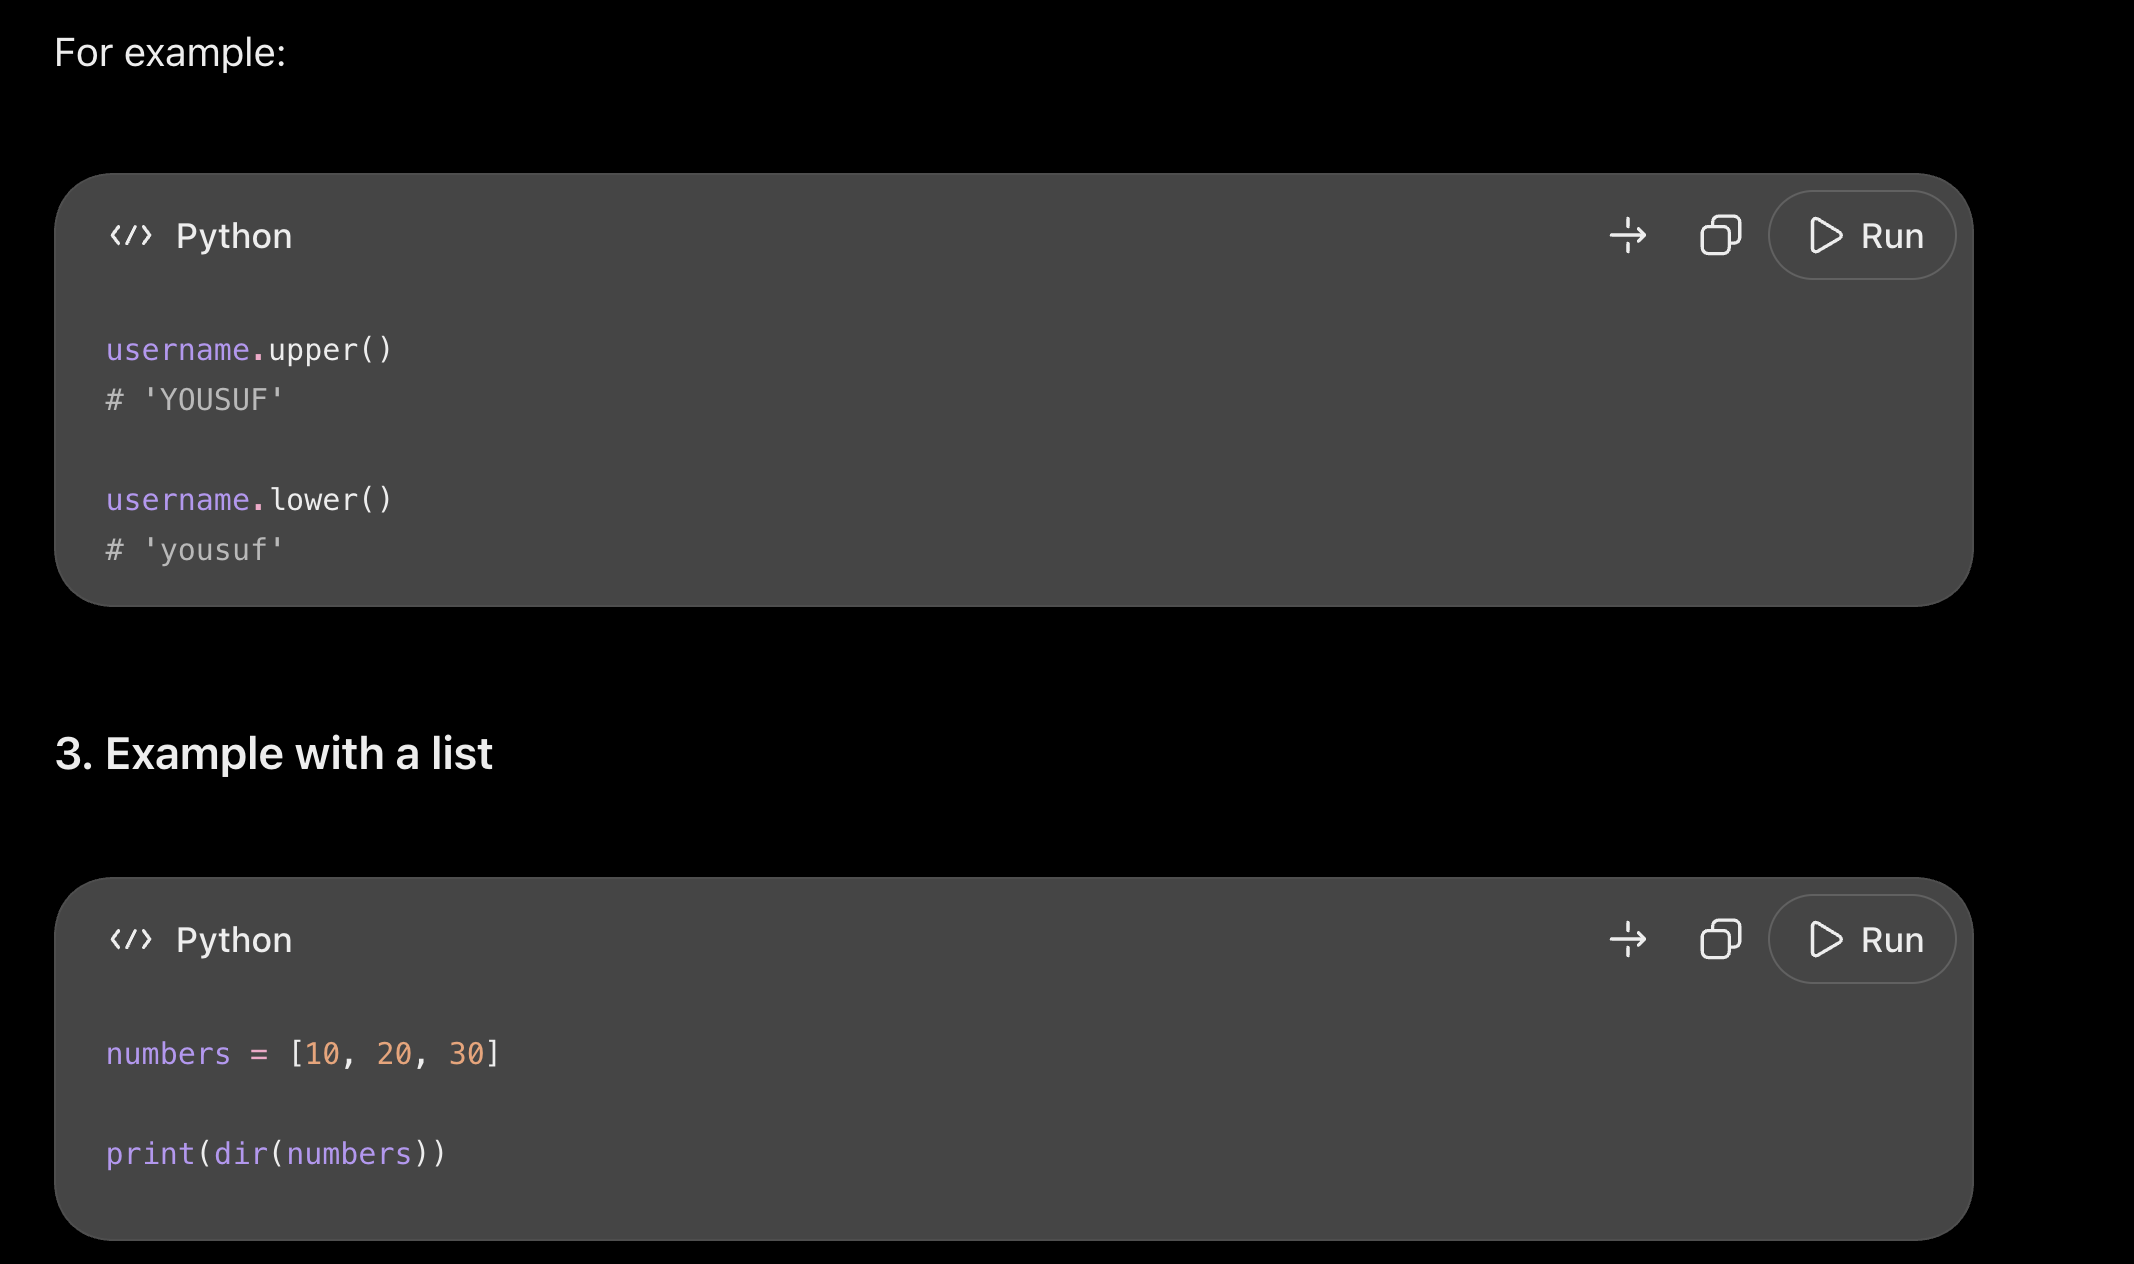 For example:
Python
Run
username.upper()
# 'YOUSUF'
username.lower()
# 'yousuf'
3. Example with a list
Python
Run
numbers = [10, 20, 30]
print(dir(numbers))